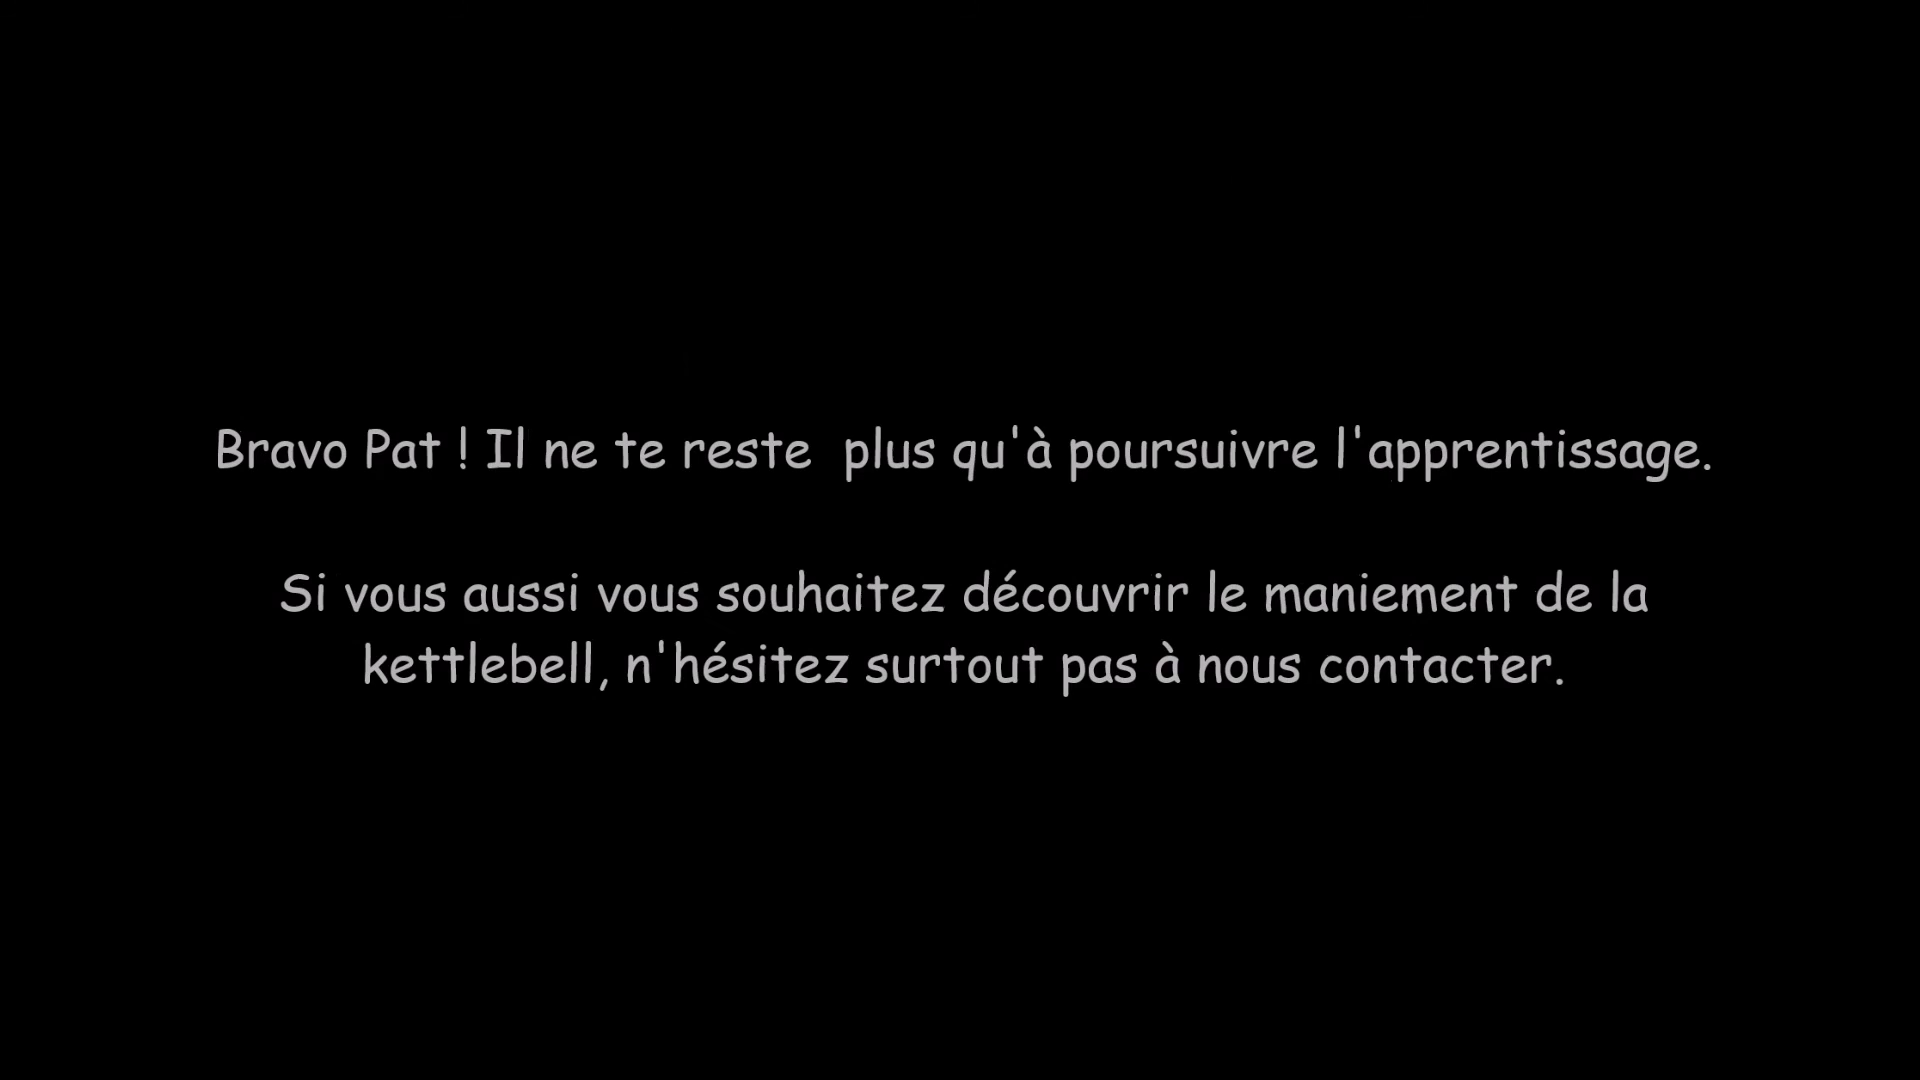 Bravo Pat ! Il ne te reste  plus qu'à poursuivre l'apprentissage.
Si vous aussi vous souhaitez découvrir le maniement de la
kettlebell, n'hésitez surtout pas à nous contacter.